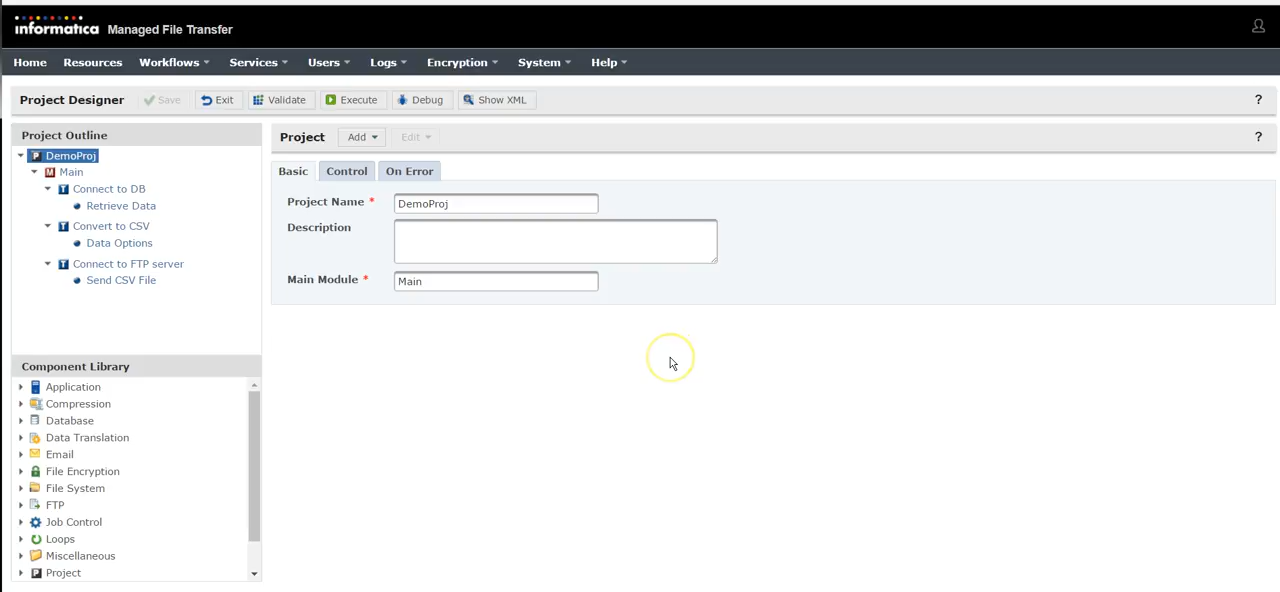 informatica Managed File Transfer
Home Resources Workflows Services Users Logs Encryption System Help
Project Designer Save Exit Validate Execute Debug Show XML ?
Project Outline
P DemoProj
M Main
T Connect to DB
Retrieve Data
T Convert to CSV
Data Options
T Connect to FTP server
Send CSV File
Component Library
Application
Compression
Database
Data Translation
Email
File Encryption
File System
FTP
Job Control
Loops
Miscellaneous
P Project
Project Add Edit ?
Basic Control On Error
Project Name * DemoProj
Description
Main Module * Main